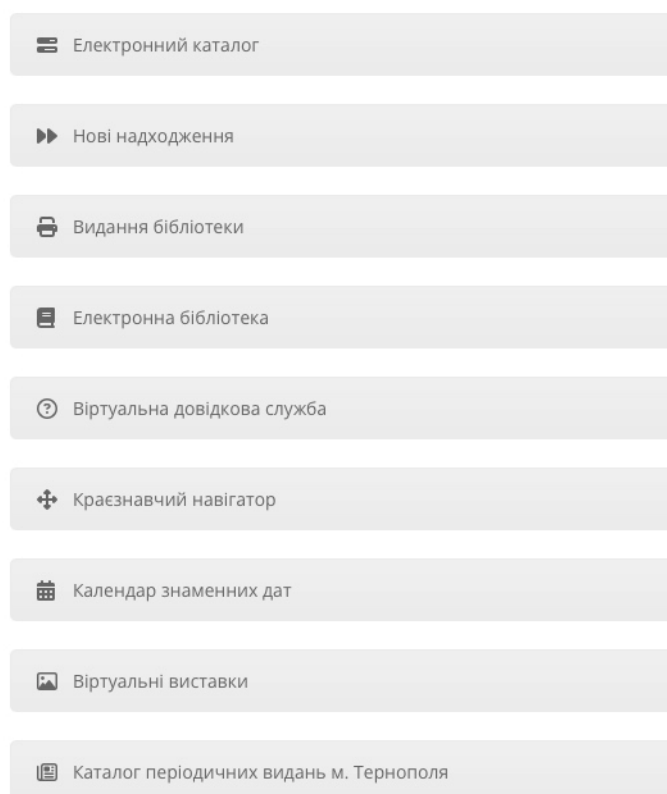 Електронний каталог
Нові надходження
Видання бібліотеки
Електронна бібліотека
Віртуальна довідкова служба
Краєзнавчий навігатор
Календар знаменних дат
Віртуальні виставки
Каталог періодичних видань м. Тернополя